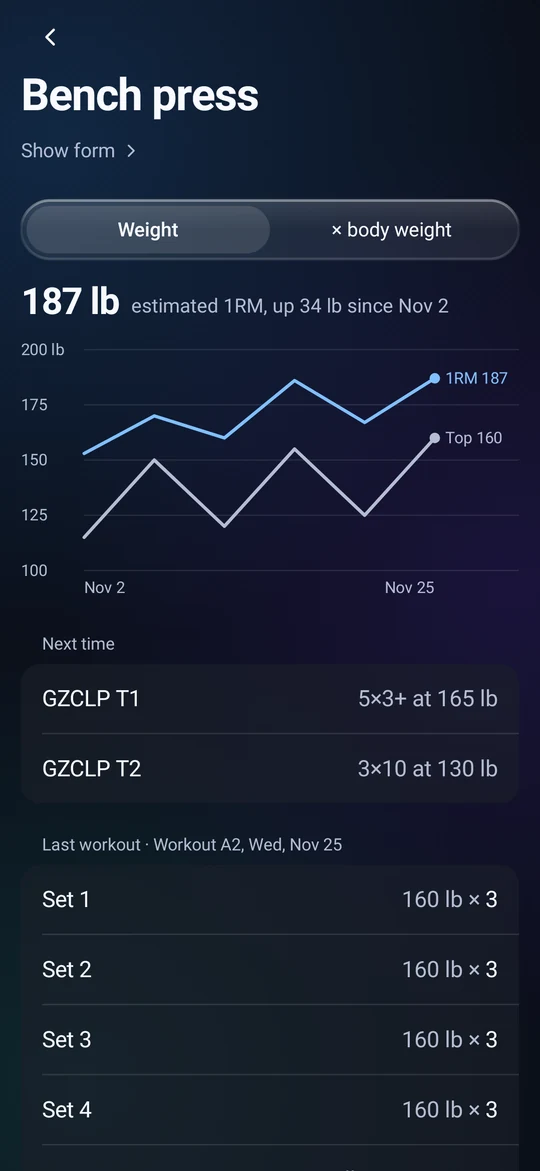 Bench press
Show form
Weight
× body weight
187 lb estimated 1RM, up 34 lb since Nov 2
200 lb
1RM 187
175
Top 160
150
125
100
Nov 2
Nov 25
Next time
GZCLP T1 5×3+ at 165 lb
GZCLP T2 3×10 at 130 lb
Last workout · Workout A2, Wed, Nov 25
Set 1 160 lb × 3
Set 2 160 lb × 3
Set 3 160 lb × 3
Set 4 160 lb × 3